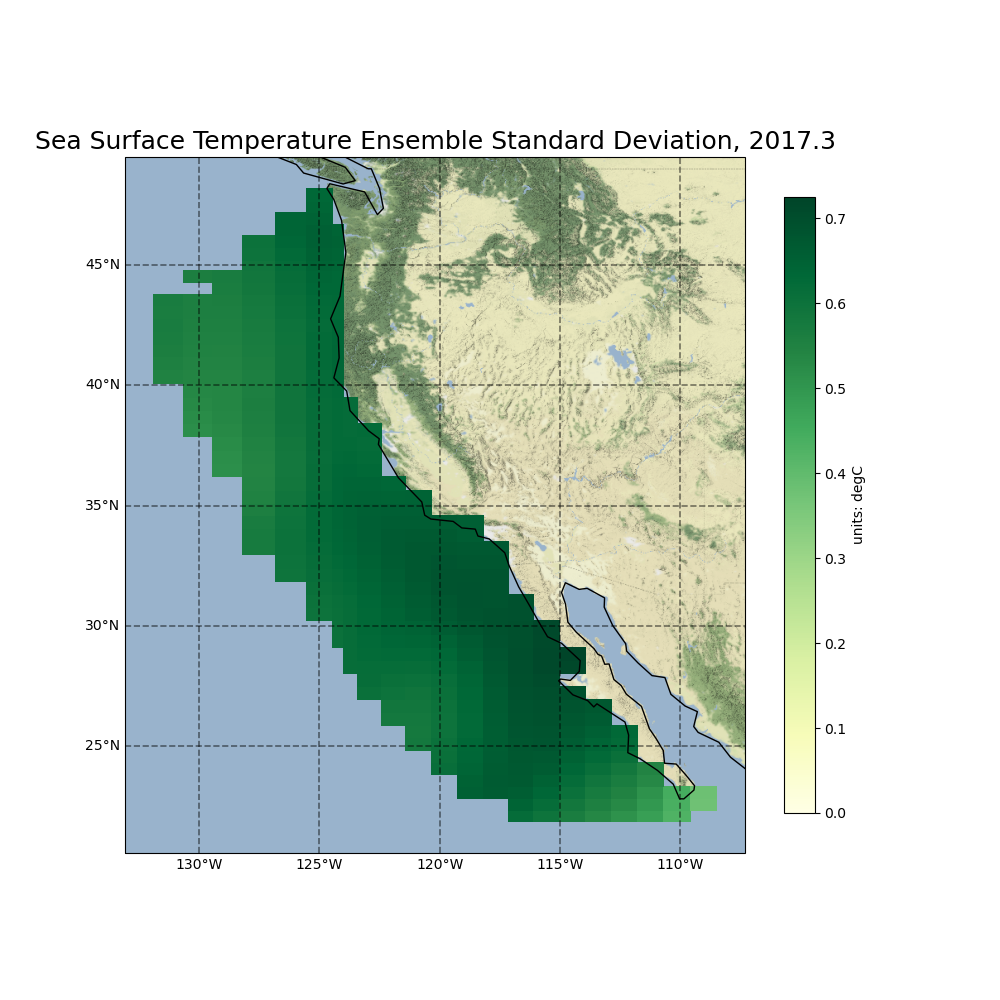 Sea Surface Temperature Ensemble Standard Deviation, 2017.3
45°N
40°N
35°N
30°N
25°N
130°W
125°W
120°W
115°W
110°W
0.7
0.6
0.5
0.4
0.3
0.2
0.1
0.0
units: degC